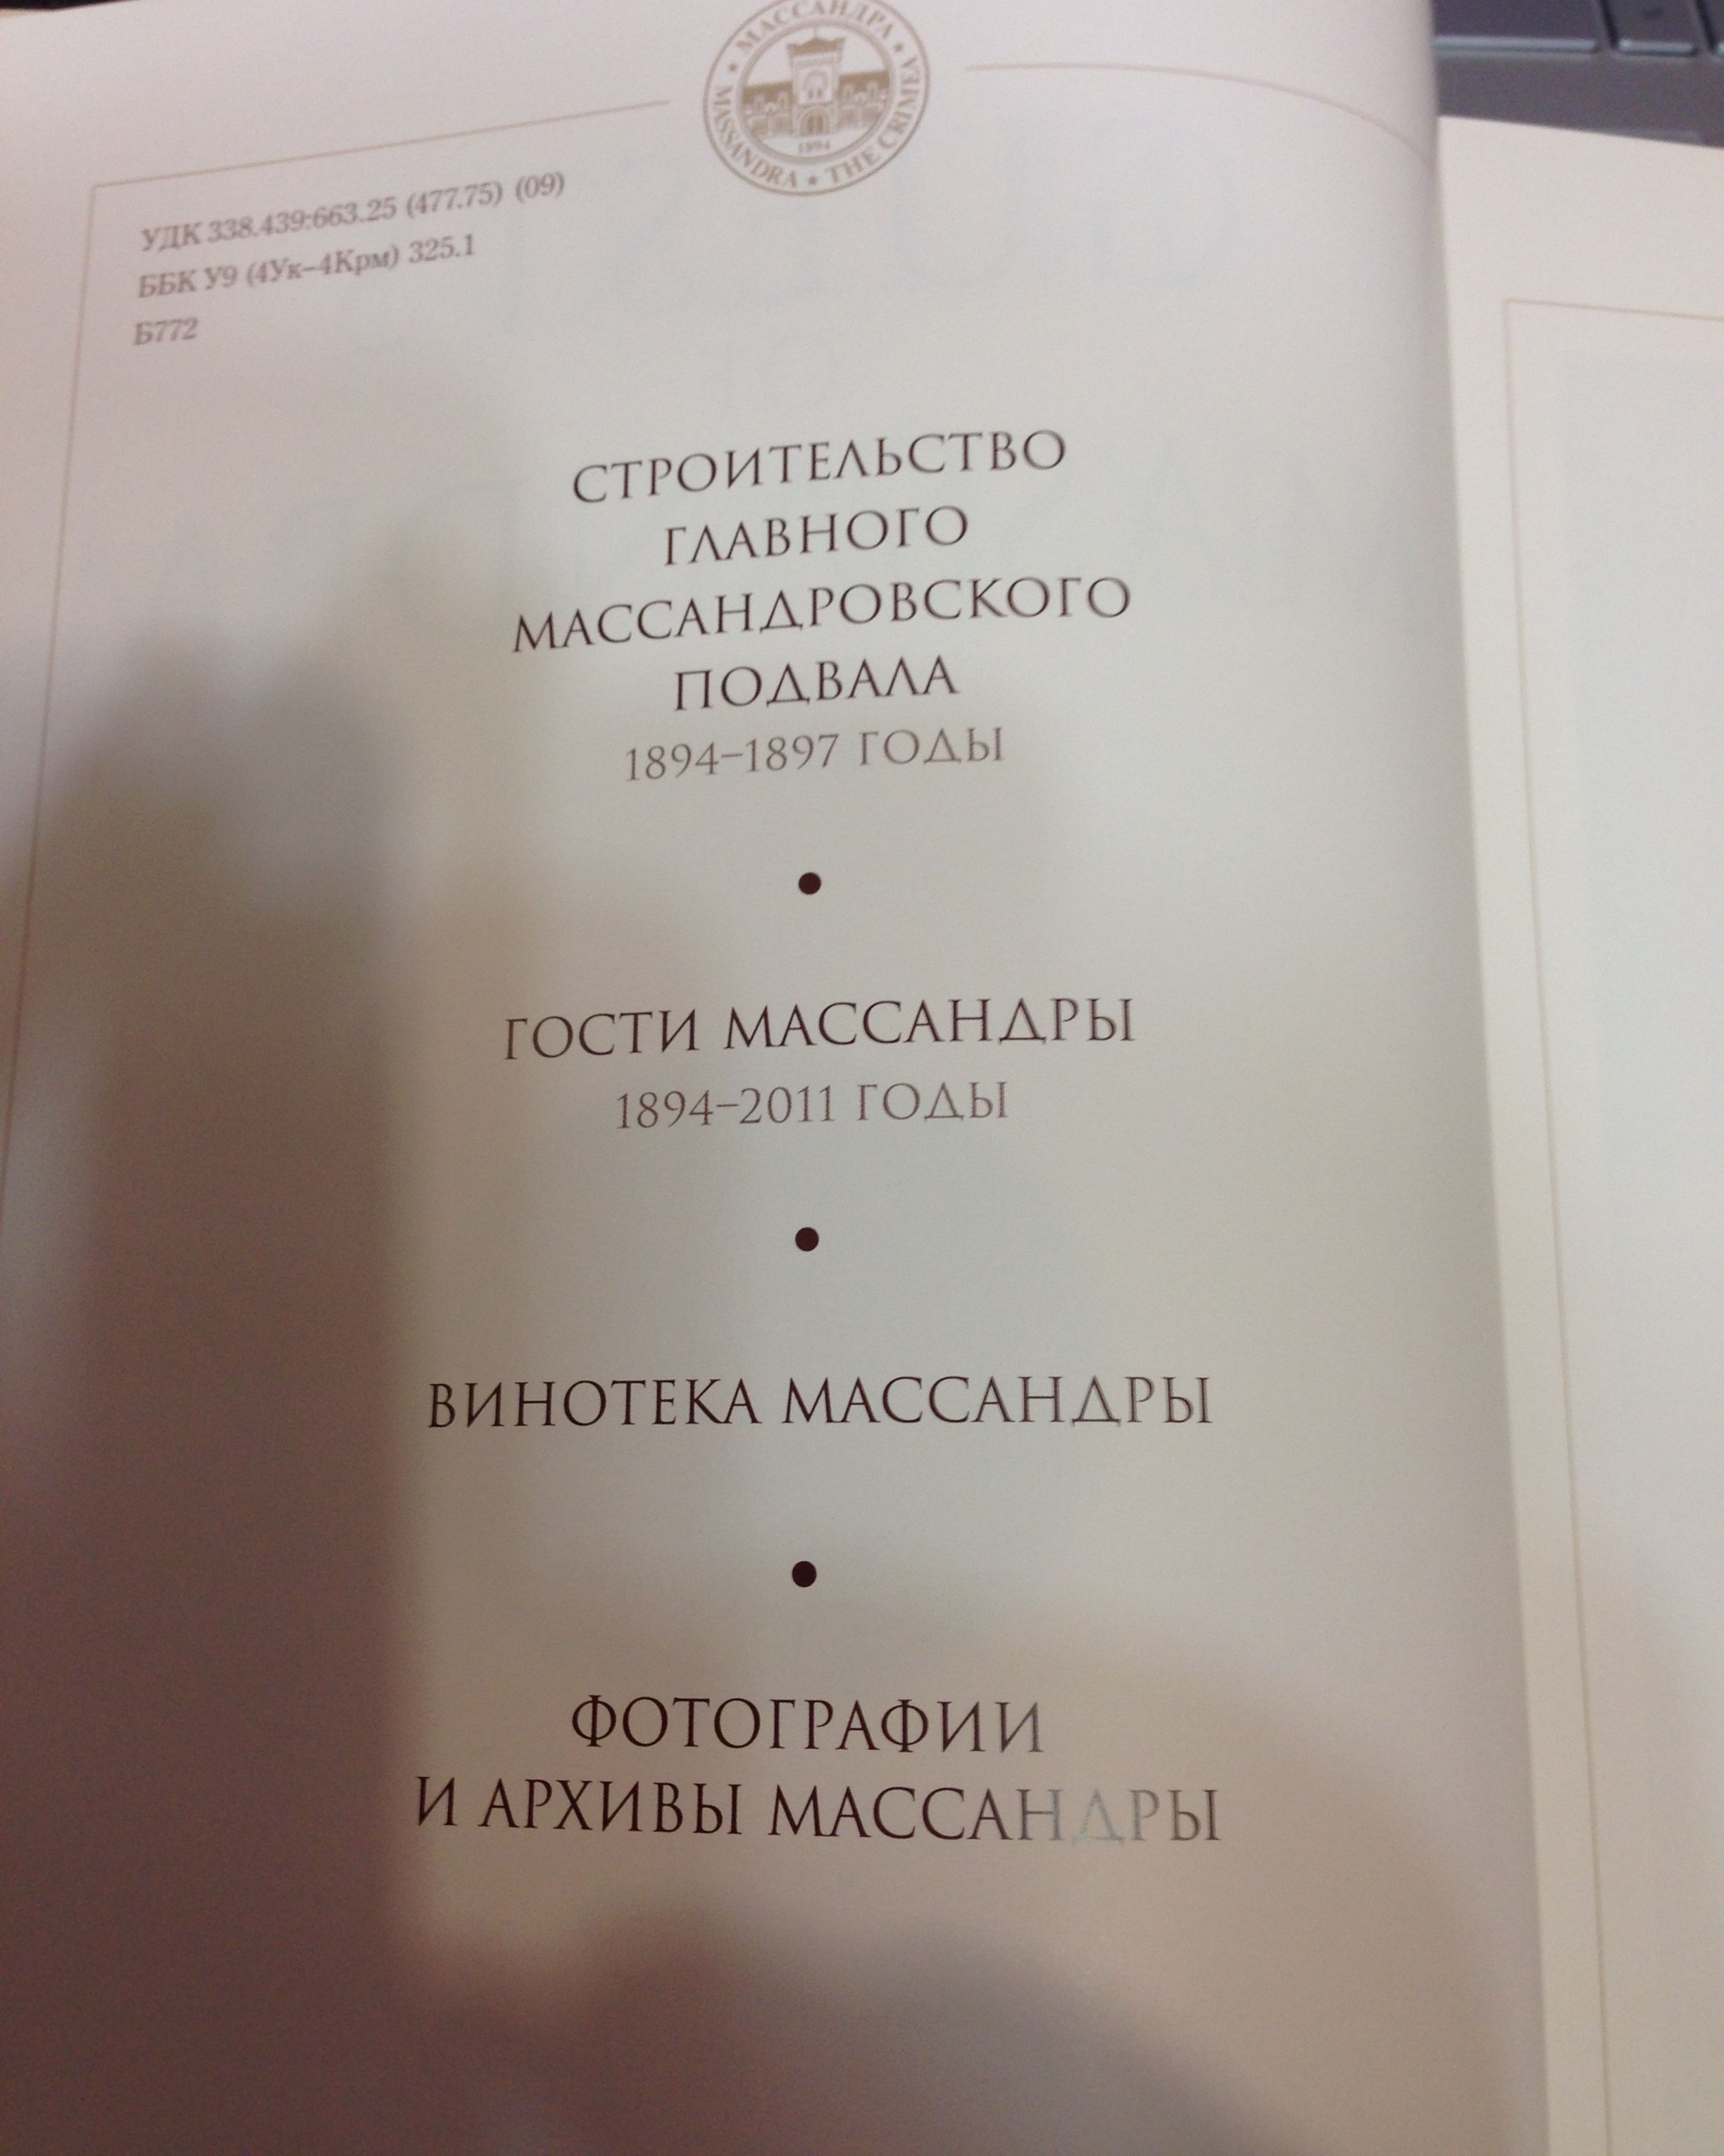 МАССАНДРА
MASSANDRA * THE CRIMEA
1894
УДК 338.439:663.25 (477.75) (09)
ББК У9 (4Ук–4Крм) 325.1
Б772
СТРОИТЕЛЬСТВО
ГЛАВНОГО
МАССАНДРОВСКОГО
ПОДВАЛА
1894–1897 ГОДЫ
•
ГОСТИ МАССАНДРЫ
1894–2011 ГОДЫ
•
ВИНОТЕКА МАССАНДРЫ
•
ФОТОГРАФИИ
И АРХИВЫ МАССАНДРЫ